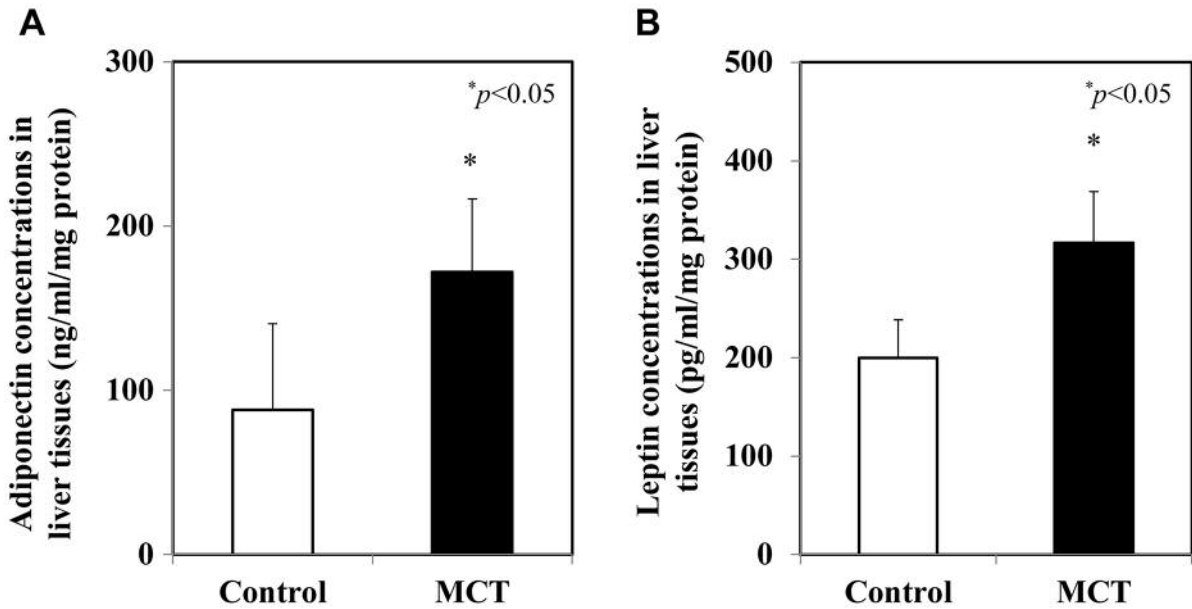 A
Adiponectin concentrations in
liver tissues (ng/ml/mg protein)
300
200
100
0
*p<0.05
*
Control
MCT
B
Leptin concentrations in liver
tissues (pg/ml/mg protein)
500
400
300
200
100
0
*p<0.05
*
Control
MCT